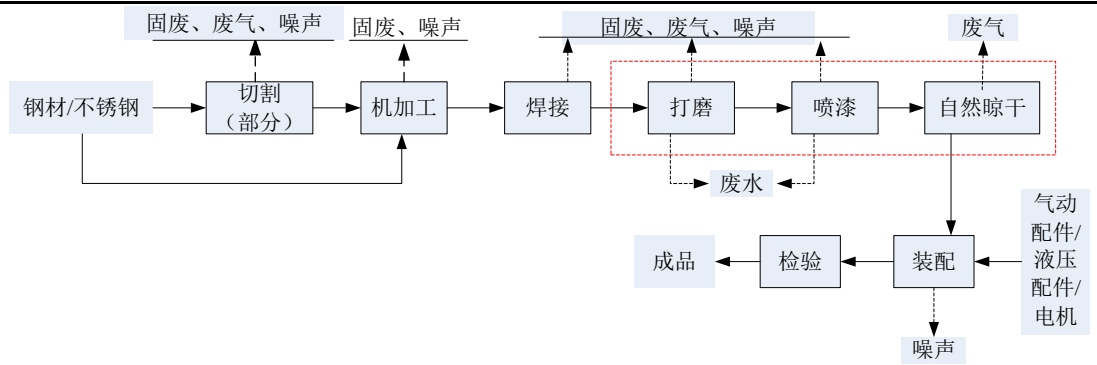 固废、废气、噪声
固废、噪声
固废、废气、噪声
废气
钢材/不锈钢
切割
（部分）
机加工
焊接
打磨
喷漆
自然晾干
废水
气动
配件/
液压
配件/
电机
成品
检验
装配
噪声